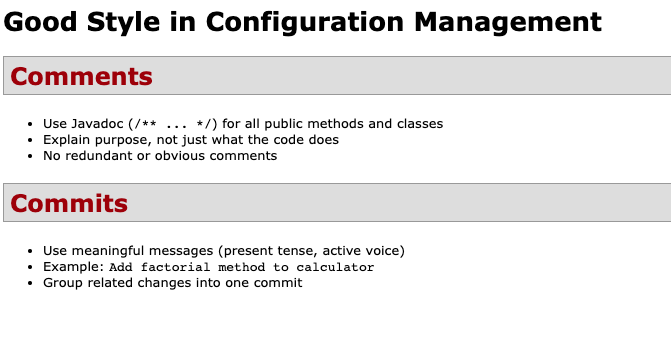 Good Style in Configuration Management
Comments
• Use Javadoc (/** ... */) for all public methods and classes
• Explain purpose, not just what the code does
• No redundant or obvious comments
Commits
• Use meaningful messages (present tense, active voice)
• Example: Add factorial method to calculator
• Group related changes into one commit